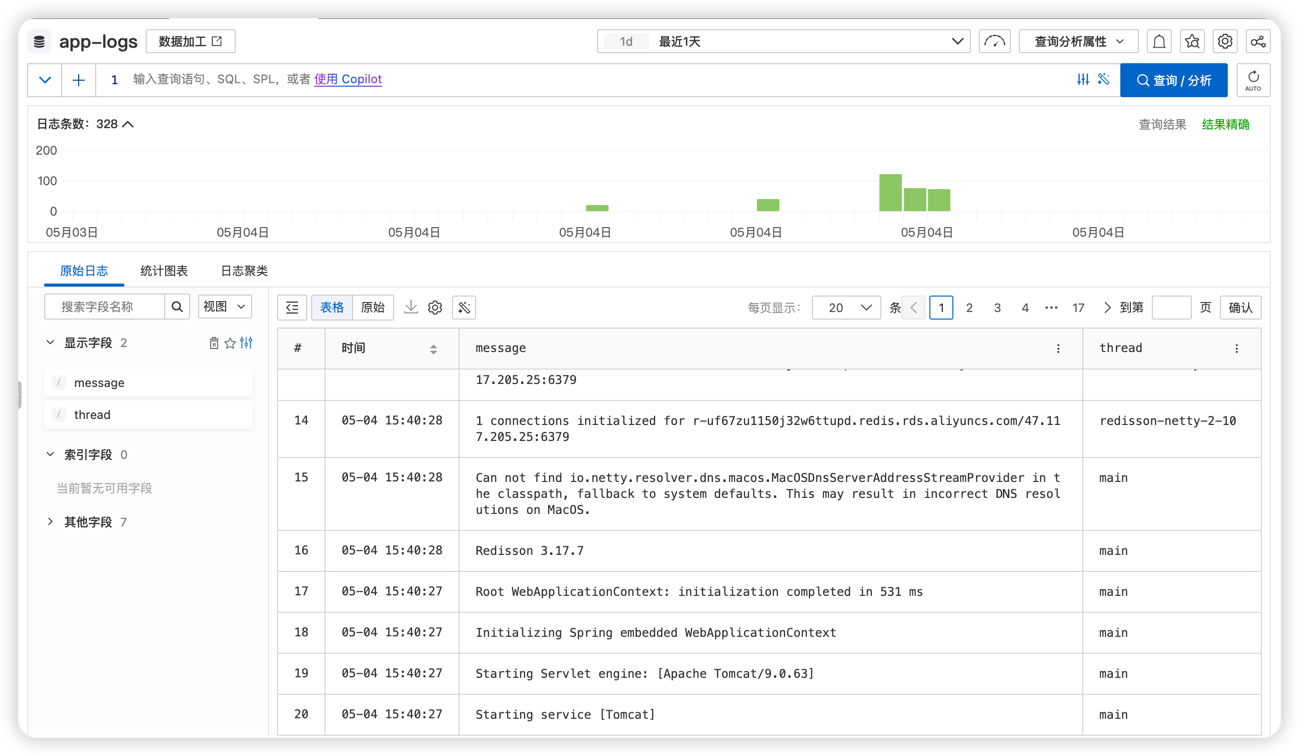 app-logs 数据加工 1d 最近1天 查询分析属性
1 输入查询语句、SQL、SPL，或者 使用 Copilot 查询 / 分析 AUTO
日志条数： 328 查询结果 结果精确
200
100
0
05月03日 05月04日 05月04日 05月04日 05月04日 05月04日 05月04日
原始日志 统计图表 日志聚类
搜索字段名称 视图 表格 原始 每页显示： 20 条 1 2 3 4 ••• 17 到第 页 确认
显示字段 2
/ message
/ thread
索引字段 0
当前暂无可用字段
其他字段 7
# 时间 message thread
17.205.25:6379
14 05-04 15:40:28 1 connections initialized for r-uf67zu1150j32w6ttupd.redis.rds.aliyuncs.com/47.11 redisson-netty-2-10
7.205.25:6379
15 05-04 15:40:28 Can not find io.netty.resolver.dns.macos.MacOSDnsServerAddressStreamProvider in t main
he classpath, fallback to system defaults. This may result in incorrect DNS resol
utions on MacOS.
16 05-04 15:40:28 Redisson 3.17.7 main
17 05-04 15:40:27 Root WebApplicationContext: initialization completed in 531 ms main
18 05-04 15:40:27 Initializing Spring embedded WebApplicationContext main
19 05-04 15:40:27 Starting Servlet engine: [Apache Tomcat/9.0.63] main
20 05-04 15:40:27 Starting service [Tomcat] main